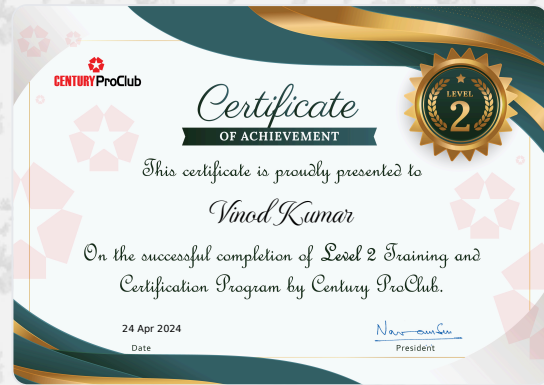 CENTURY ProClub
LEVEL
2
Certificate
OF ACHIEVEMENT
This certificate is proudly presented to
Vinod Kumar
On the successful completion of Level 2 Training and
Certification Program by Century ProClub.
24 Apr 2024
Date
President